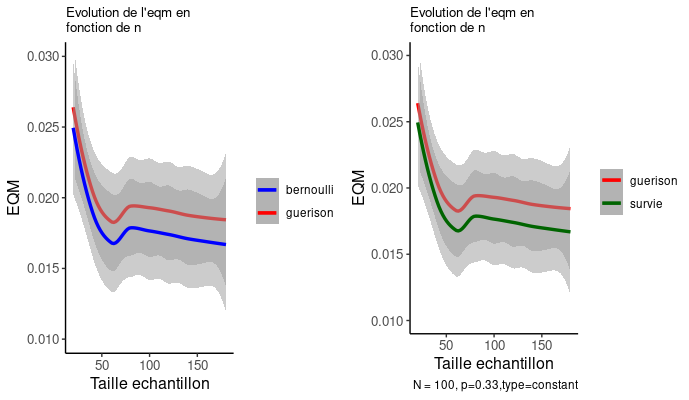 Evolution de l'eqm en
fonction de n
0.030
0.025
0.020
0.015
0.010
EQM
50 100 150
Taille echantillon
bernoulli
guerison
Evolution de l'eqm en
fonction de n
0.030
0.025
0.020
0.015
0.010
EQM
50 100 150
Taille echantillon
N = 100, p=0.33,type=constant
guerison
survie